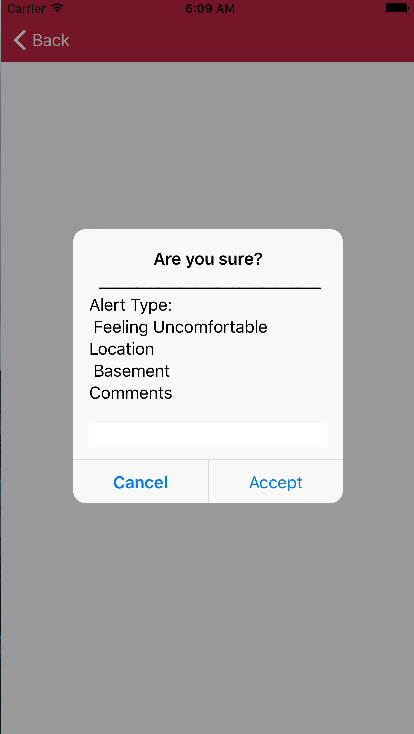 Carrier 6:09 AM
Back
Are you sure?
Alert Type:
Feeling Uncomfortable
Location
Basement
Comments
Cancel Accept